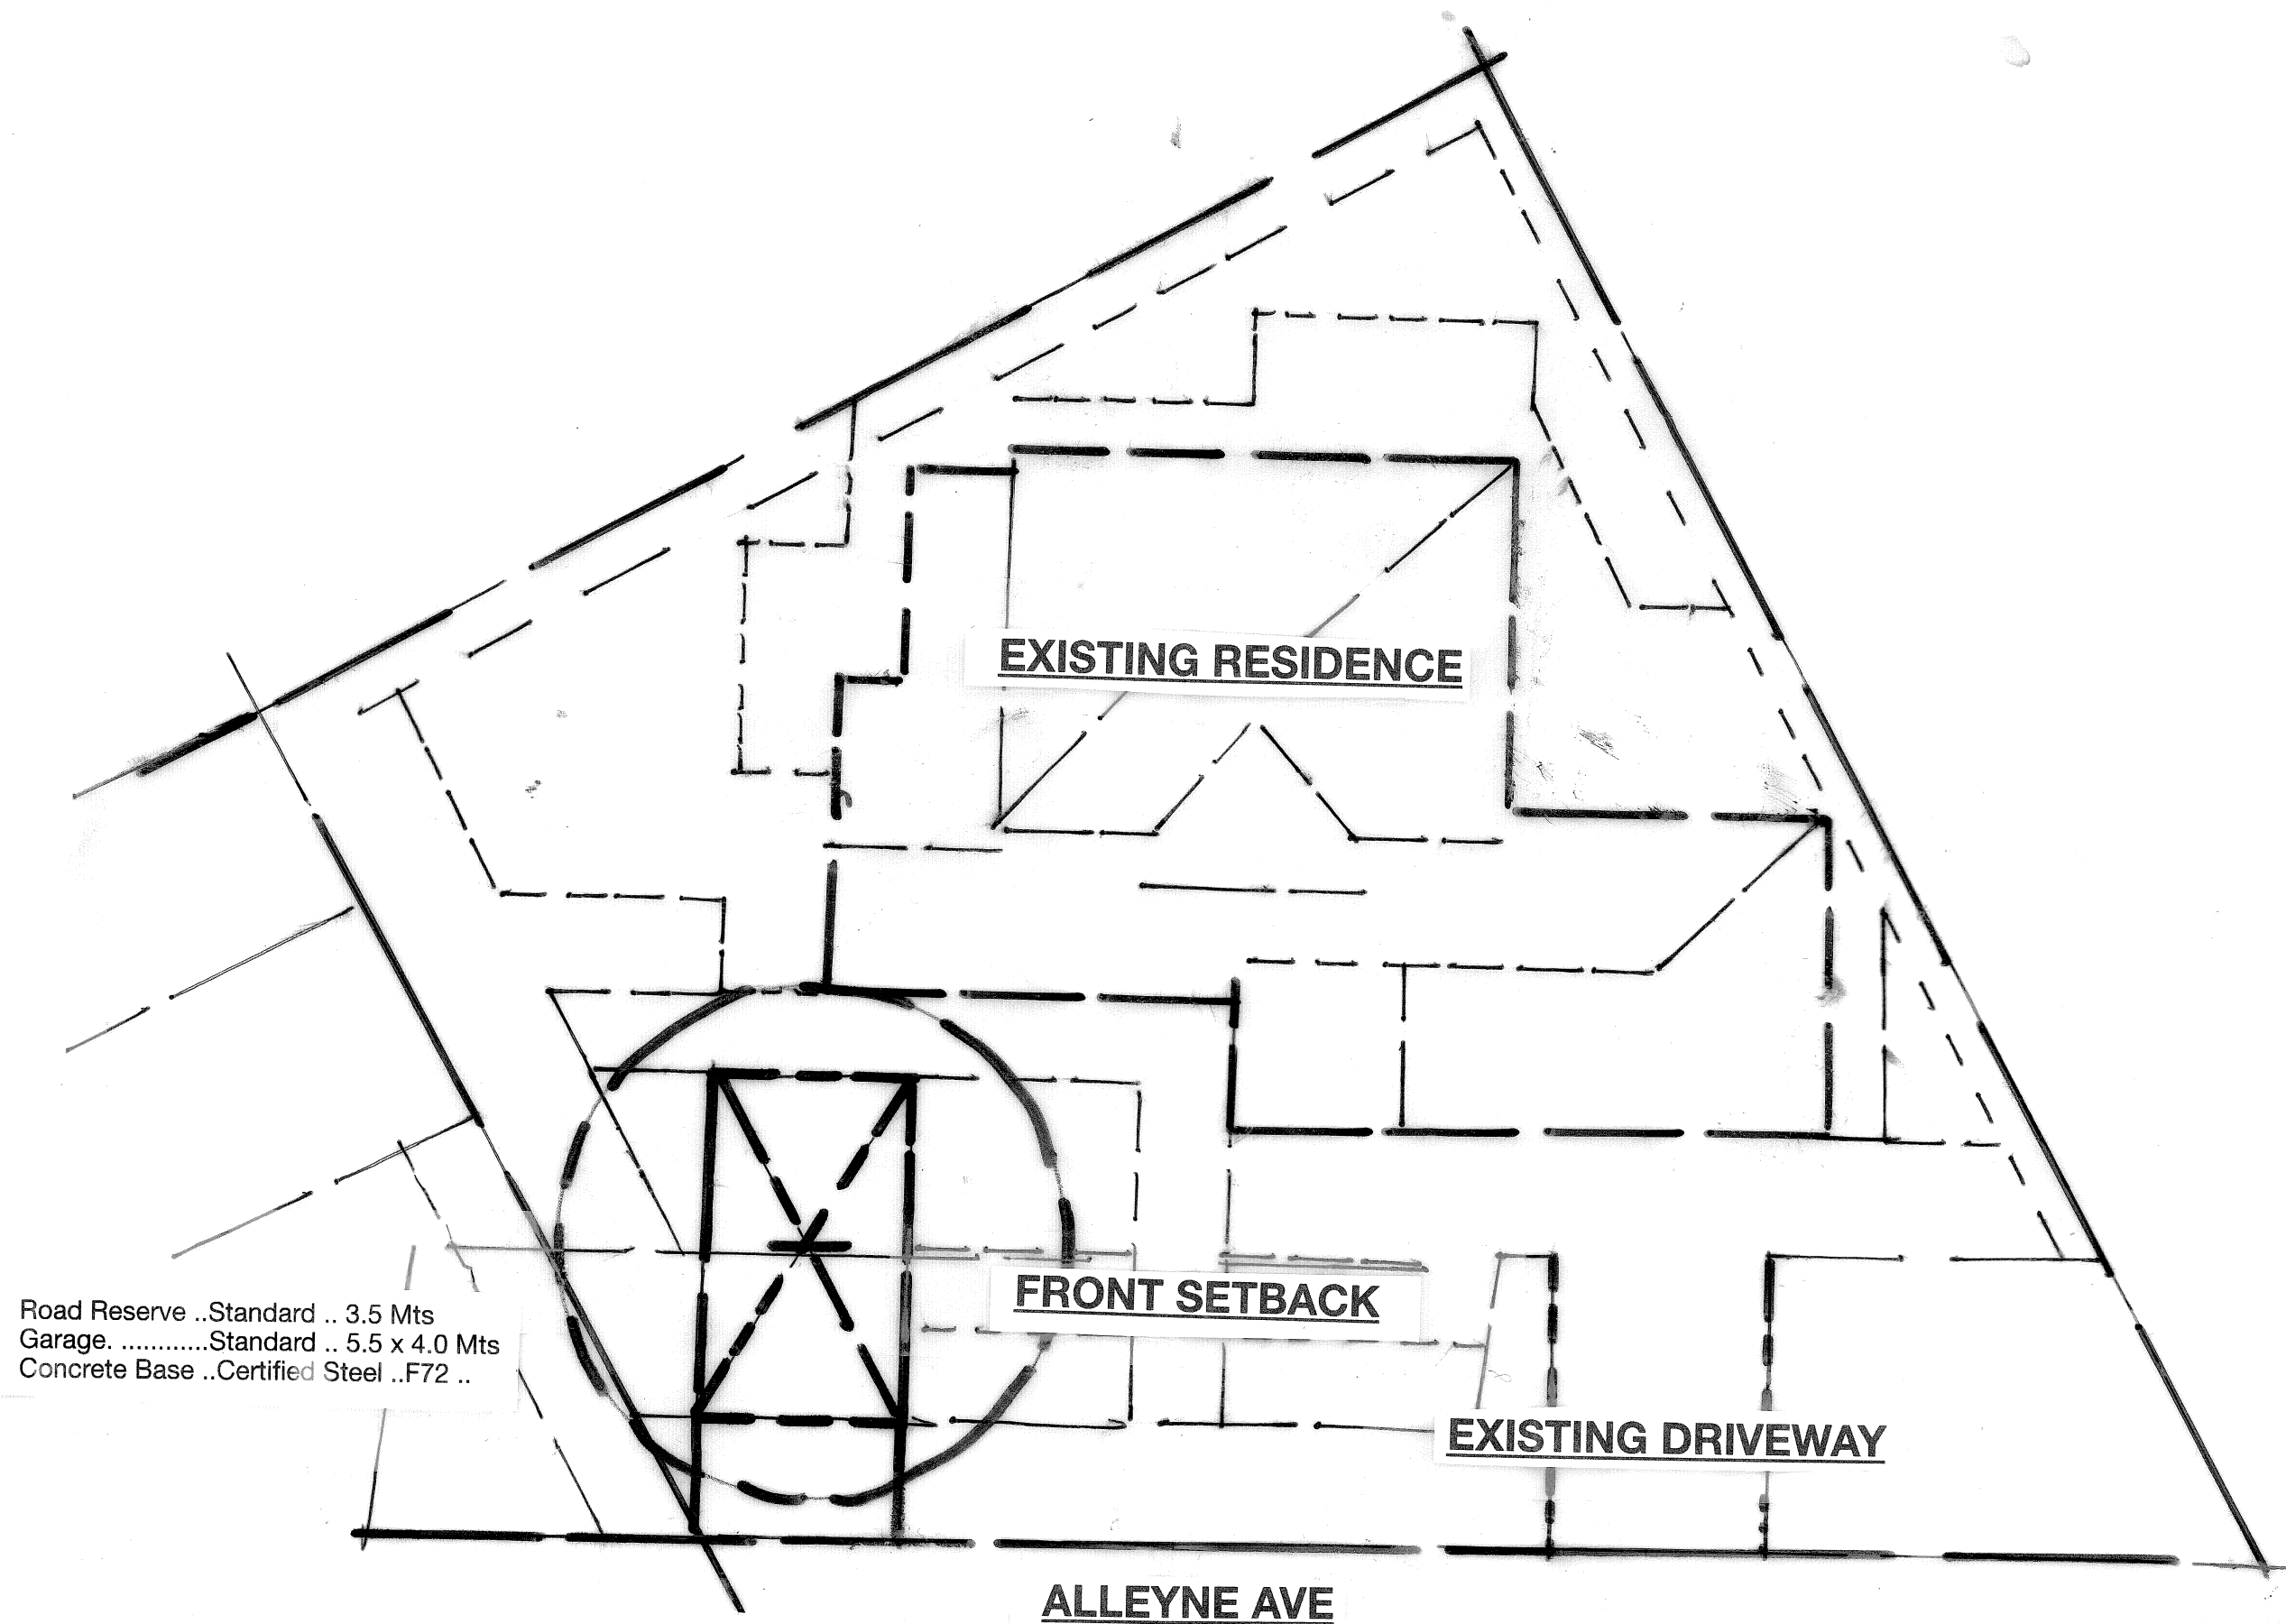 EXISTING RESIDENCE
FRONT SETBACK
Road Reserve ..Standard .. 3.5 Mts
Garage. ............Standard .. 5.5 x 4.0 Mts
Concrete Base ..Certified Steel ..F72 ..
EXISTING DRIVEWAY
ALLEYNE AVE